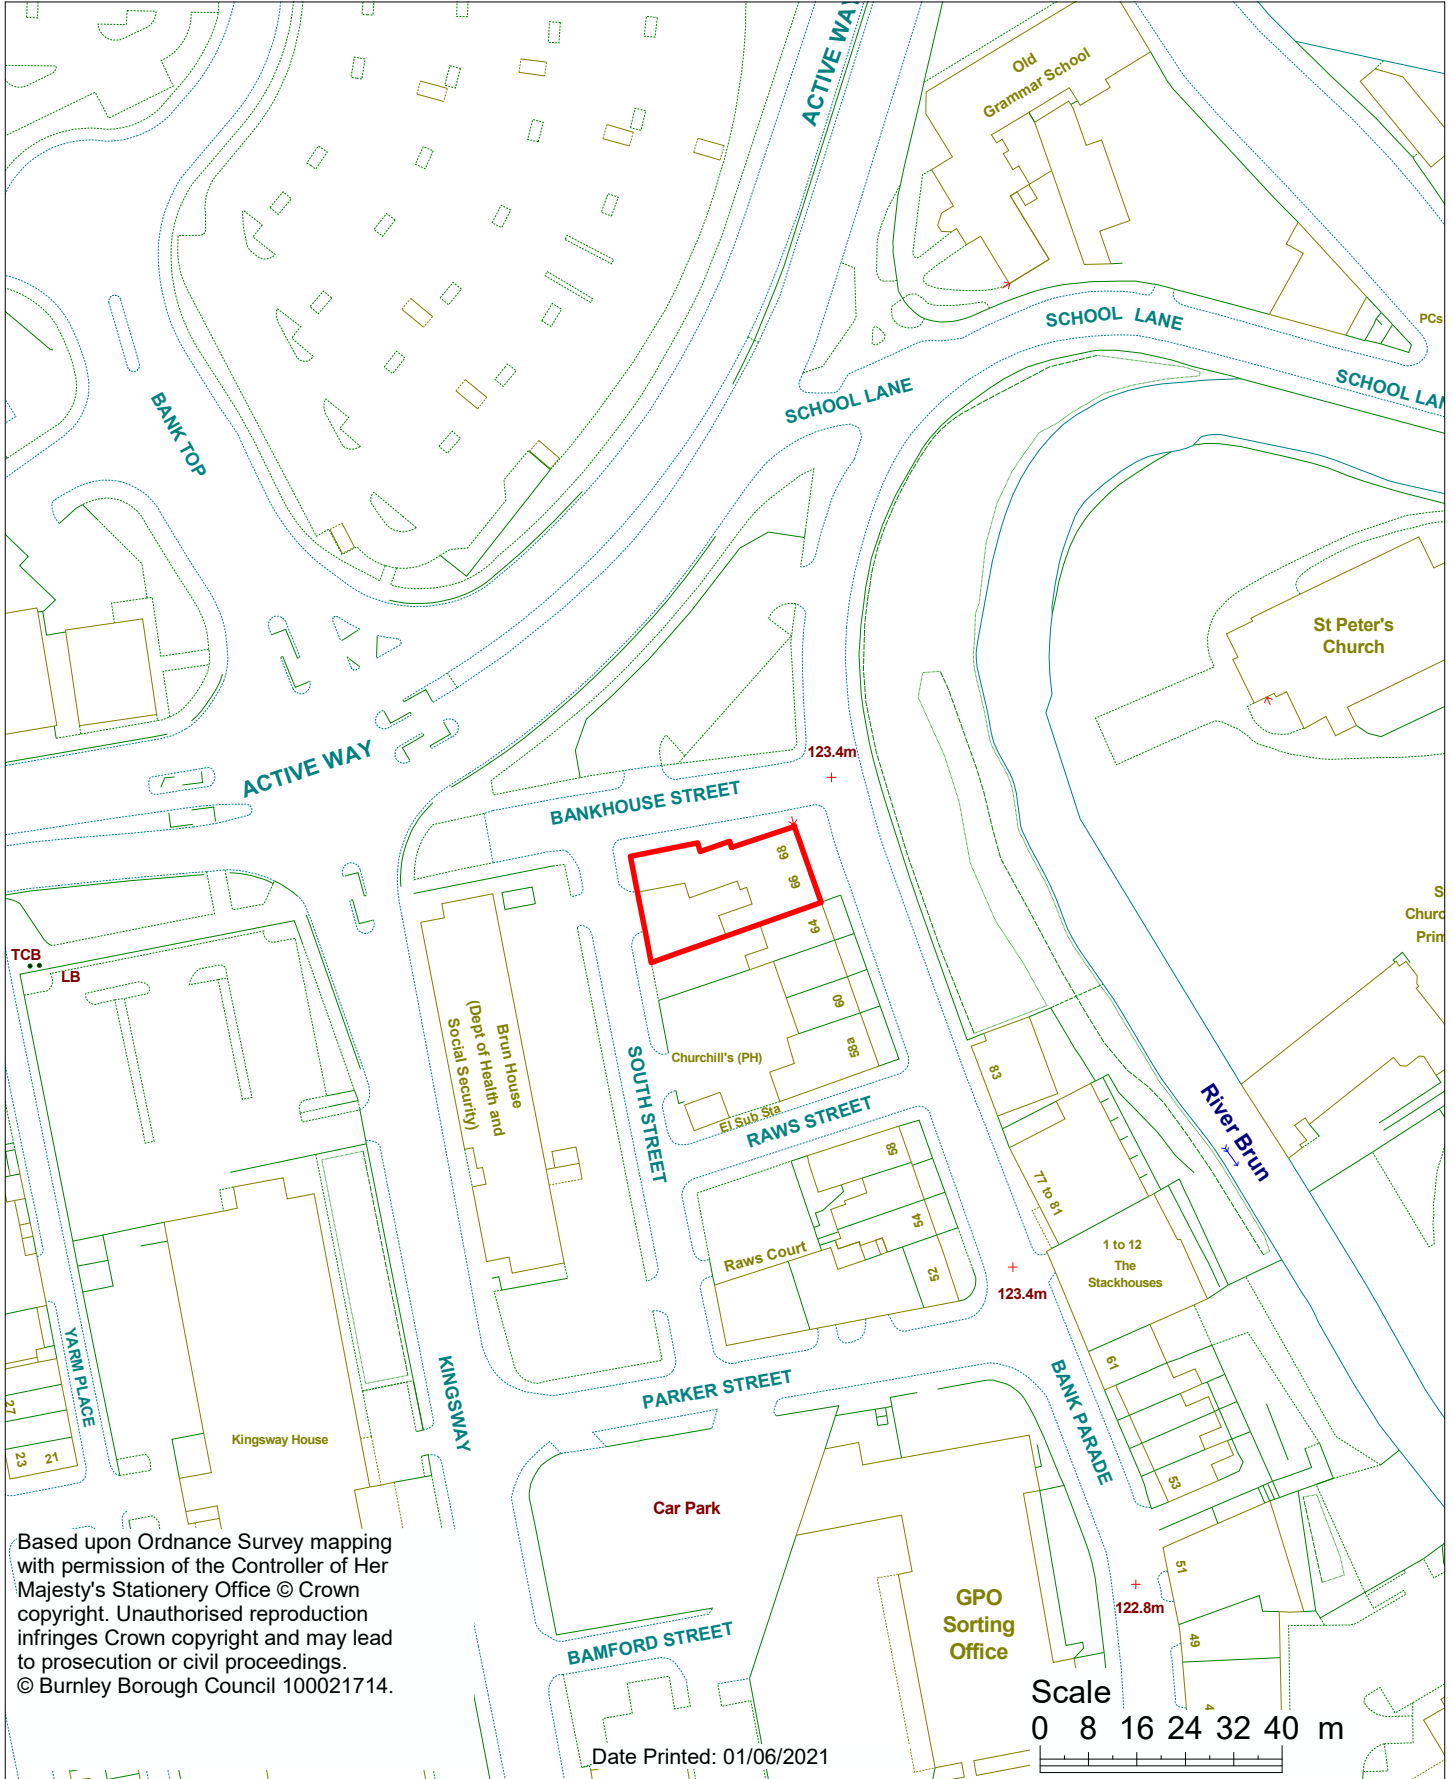 ACTIVE WAY
Old
Grammar School
SCHOOL LANE
PCs
SCHOOL LANE
SCHOOL LAN
BANK TOP
St Peter's
Church
123.4m
ACTIVE WAY
BANKHOUSE STREET
68
66
64
60
58a
TCB
LB
Brun House
(Dept of Health and
Social Security)
Churchill's (PH)
El Sub Sta
SOUTH STREET
RAWS STREET
83
S
Churc
Prim
River Brun
77 to 81
58
54
52
Raws Court
1 to 12
The
Stackhouses
123.4m
YARM PLACE
KINGSWAY
PARKER STREET
61
53
BANK PARADE
27
23
21
Kingsway House
Car Park
51
49
4
122.8m
GPO
Sorting
Office
BAMFORD STREET
Based upon Ordnance Survey mapping
with permission of the Controller of Her
Majesty's Stationery Office © Crown
copyright. Unauthorised reproduction
infringes Crown copyright and may lead
to prosecution or civil proceedings.
© Burnley Borough Council 100021714.
Date Printed: 01/06/2021
Scale
0 8 16 24 32 40 m